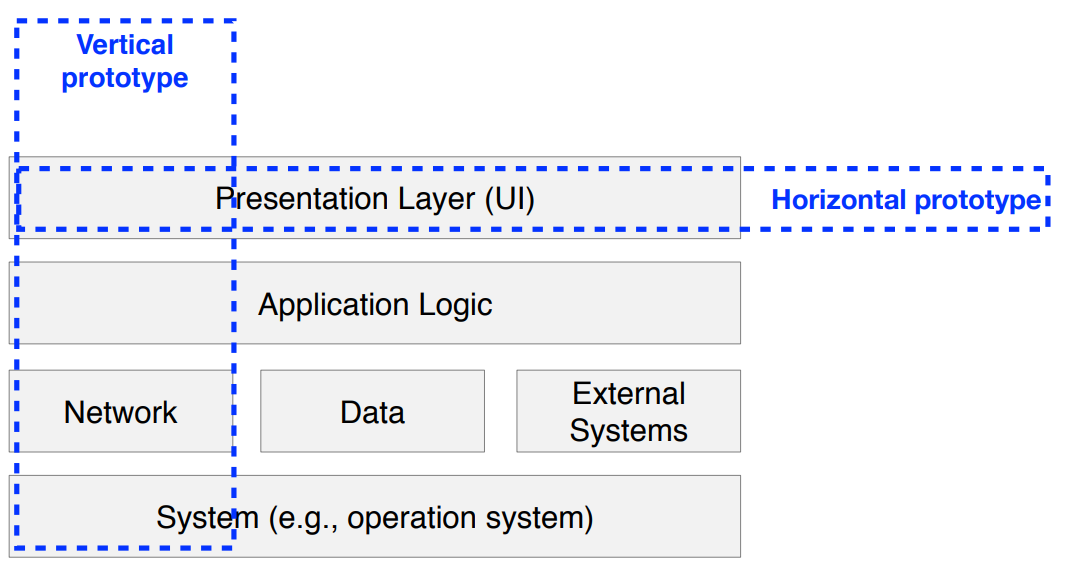 Vertical
prototype
Presentation Layer (UI)
Horizontal prototype
Application Logic
Network
Data
External
Systems
System (e.g., operation system)